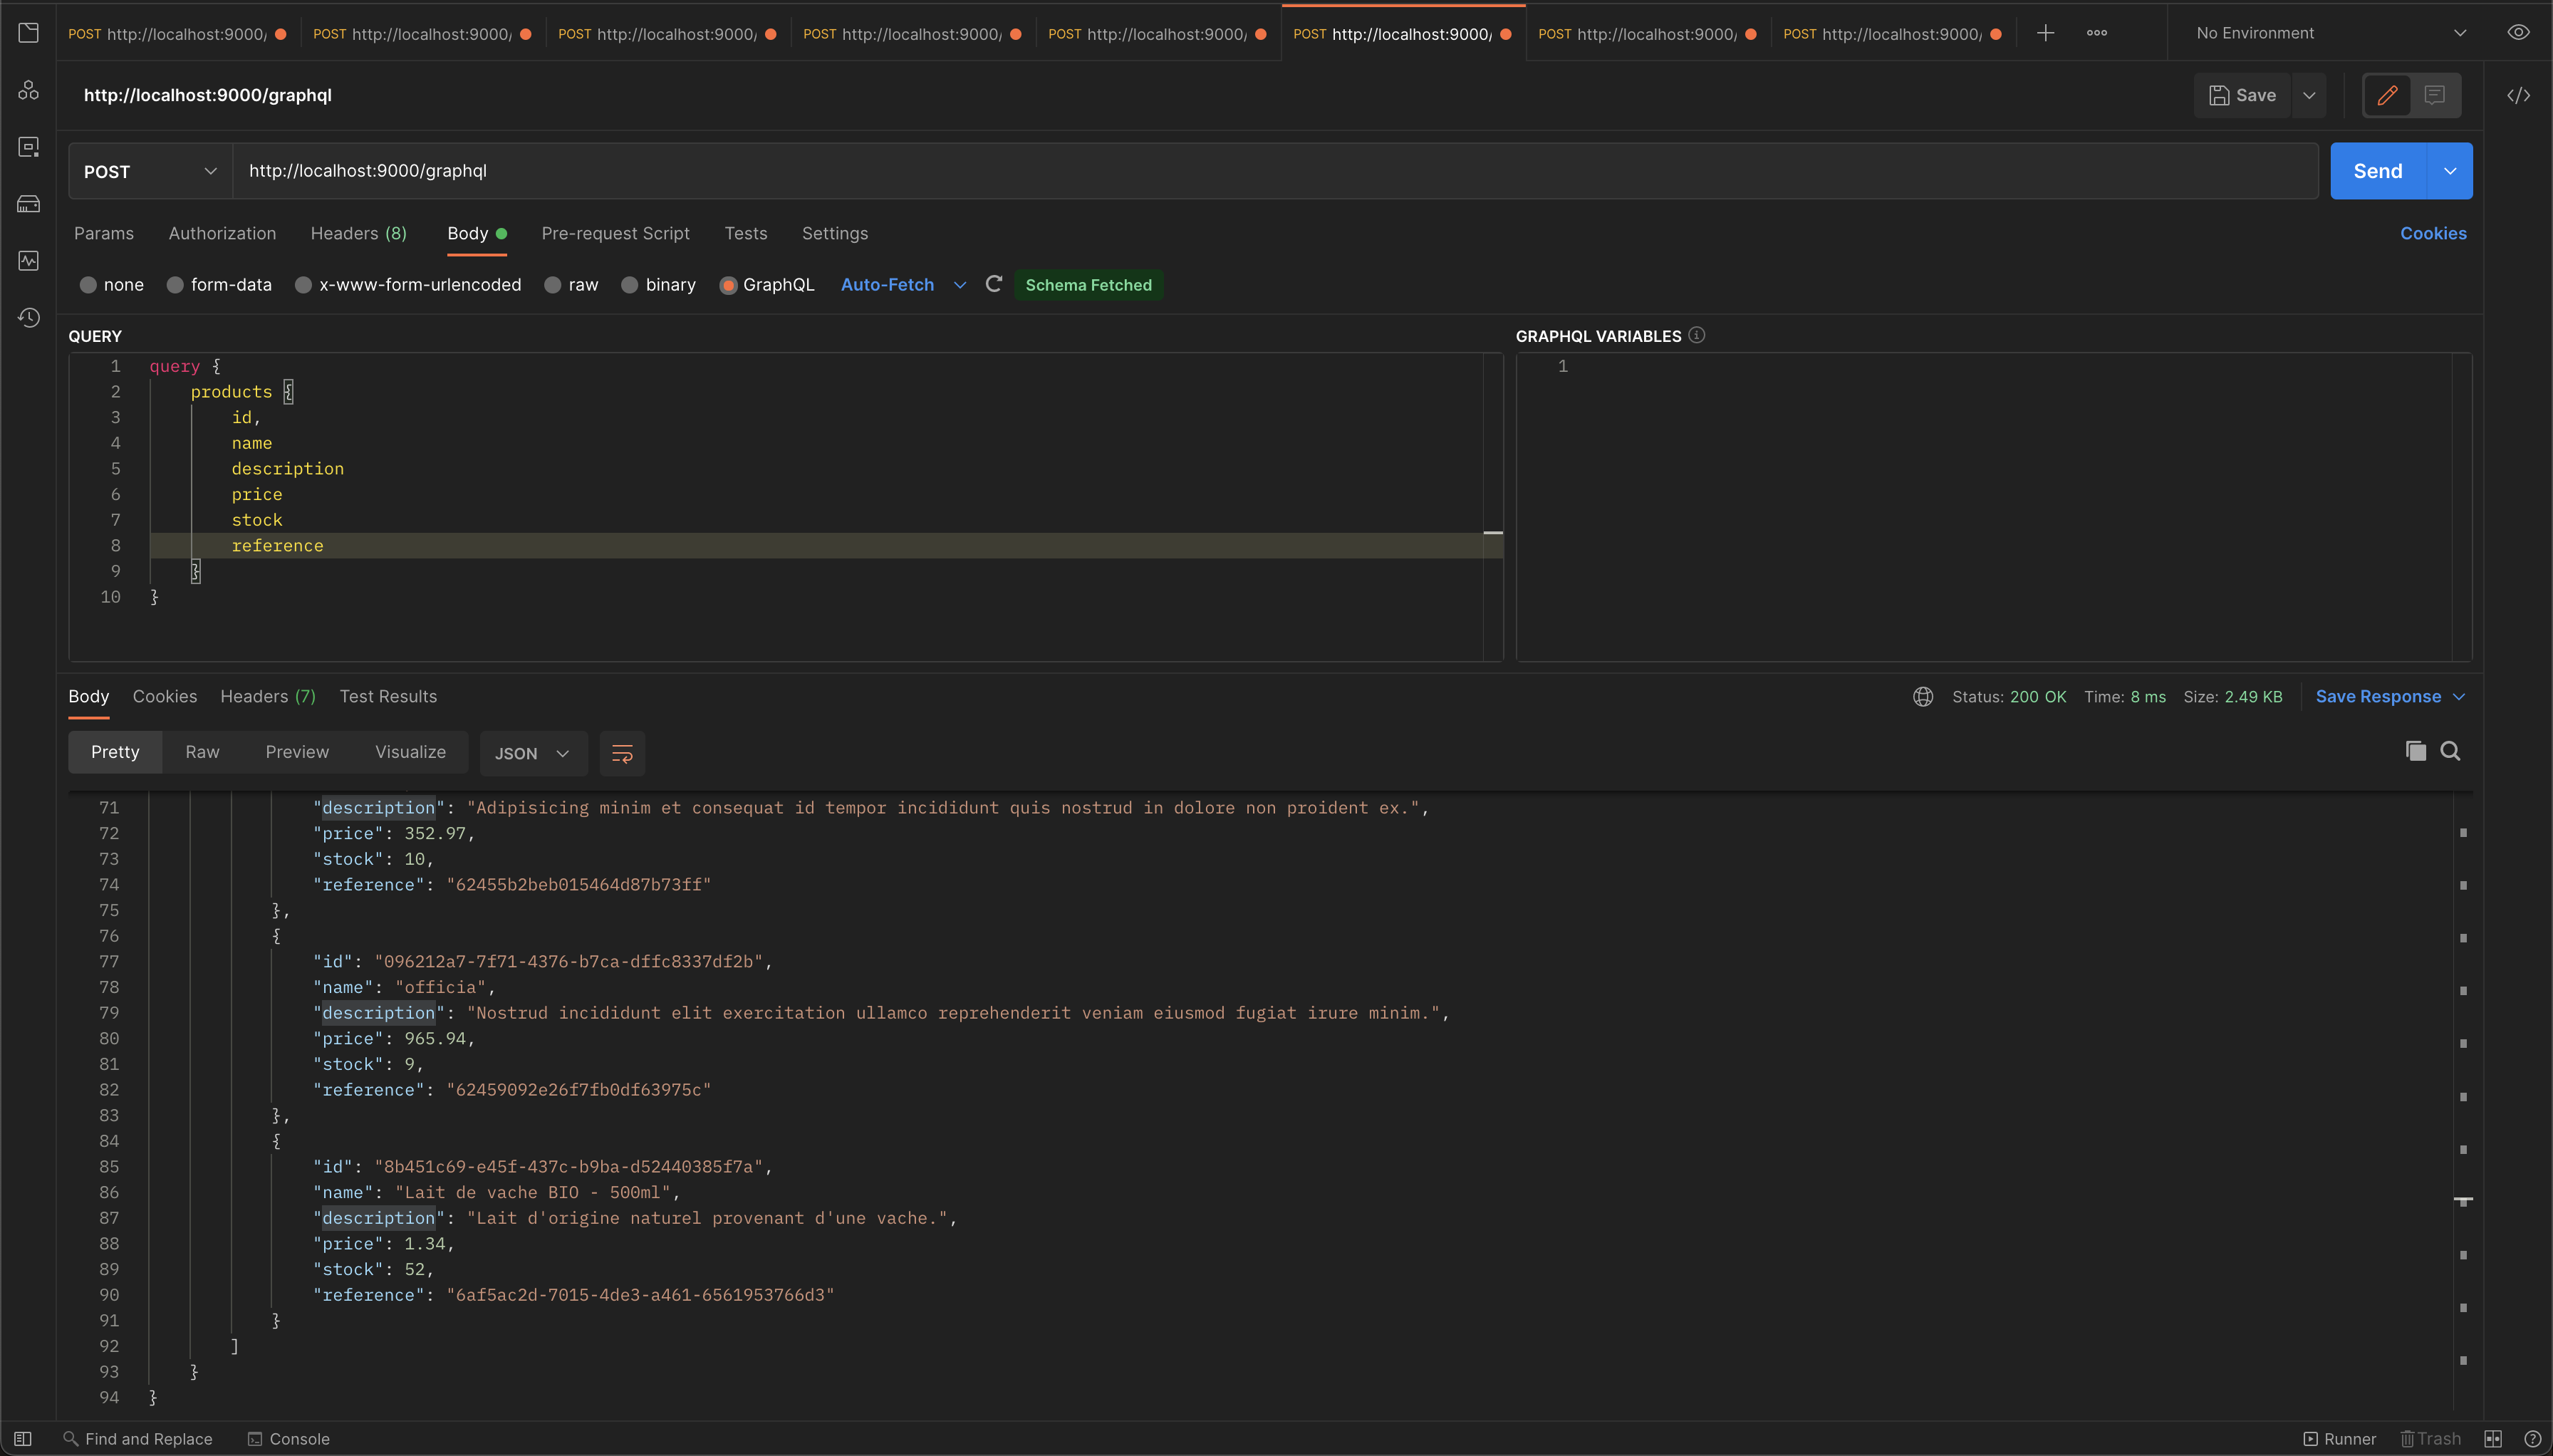 POST http://localhost:9000/ POST http://localhost:9000/ POST http://localhost:9000/ POST http://localhost:9000/ POST http://localhost:9000/ POST http://localhost:9000/ POST http://localhost:9000/ POST http://localhost:9000/ No Environment
http://localhost:9000/graphql Save
POST http://localhost:9000/graphql Send
Params Authorization Headers (8) Body Pre-request Script Tests Settings Cookies
none form-data x-www-form-urlencoded raw binary GraphQL Auto-Fetch Schema Fetched
QUERY GRAPHQL VARIABLES
1 query { 1
2 products {
3 id,
4 name
5 description
6 price
7 stock
8 reference
9 }
10 }
Body Cookies Headers (7) Test Results Status: 200 OK Time: 8 ms Size: 2.49 KB Save Response
Pretty Raw Preview Visualize JSON
71 "description": "Adipisicing minim et consequat id tempor incididunt quis nostrud in dolore non proident ex.",
72 "price": 352.97,
73 "stock": 10,
74 "reference": "62455b2beb015464d87b73ff"
75 },
76 {
77 "id": "096212a7-7f71-4376-b7ca-dffc8337df2b",
78 "name": "officia",
79 "description": "Nostrud incididunt elit exercitation ullamco reprehenderit veniam eiusmod fugiat irure minim.",
80 "price": 965.94,
81 "stock": 9,
82 "reference": "62459092e26f7fb0df63975c"
83 },
84 {
85 "id": "8b451c69-e45f-437c-b9ba-d52440385f7a",
86 "name": "Lait de vache BIO - 500ml",
87 "description": "Lait d'origine naturel provenant d'une vache.",
88 "price": 1.34,
89 "stock": 52,
90 "reference": "6af5ac2d-7015-4de3-a461-6561953766d3"
91 }
92 ]
93 }
94 }
Find and Replace Console Runner Trash